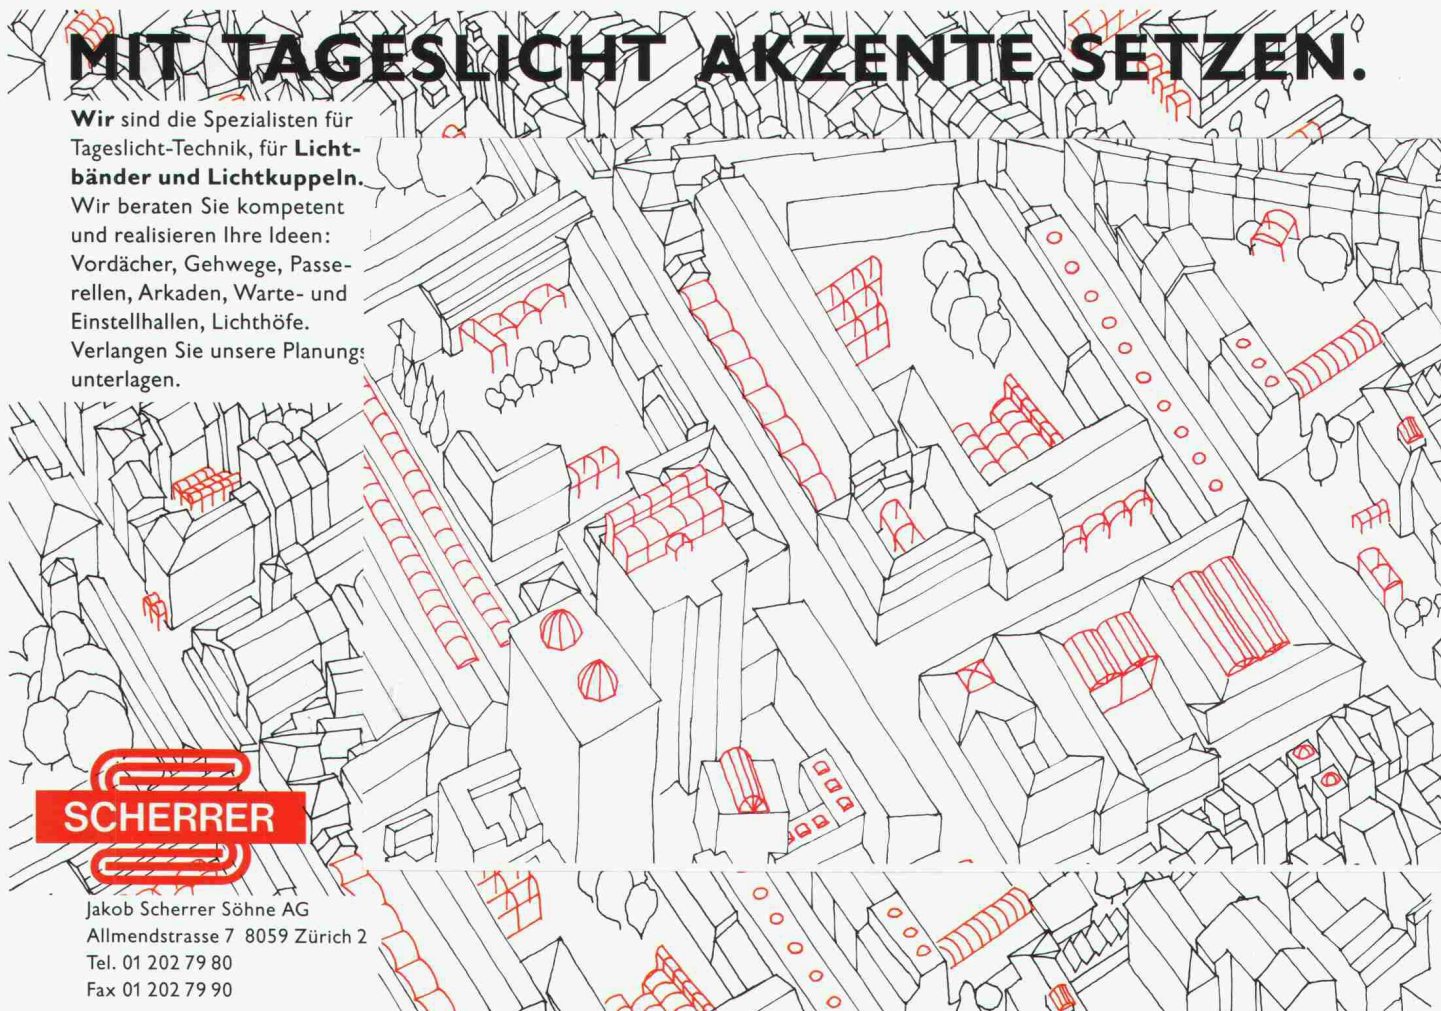 MIT TAGESLICHT AKZENTE SETZEN.
Wir sind die Spezialisten für
Tageslicht-Technik, für Licht-
bänder und Lichtkuppeln.
Wir beraten Sie kompetent
und realisieren Ihre Ideen:
Vordächer, Gehwege, Passe-
rellen, Arkaden, Warte- und
Einstellhallen, Lichthöfe.
Verlangen Sie unsere Planungs
unterlagen.
SCHERRER
Jakob Scherrer Söhne AG
Allmendstrasse 7 8059 Zürich 2
Tel. 01 202 79 80
Fax 01 202 79 90